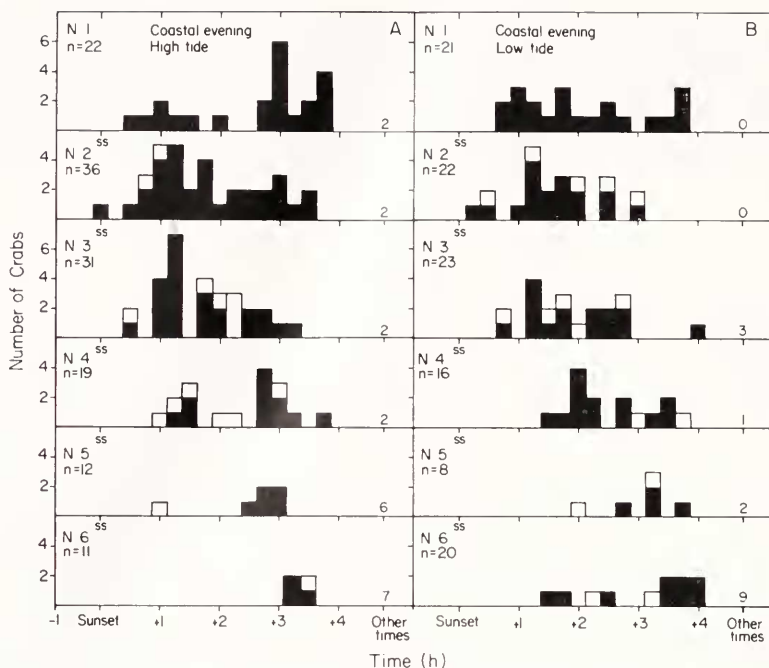 N 1 Coastal evening A
n=22 High tide
2
N 1 Coastal evening B
n=21 Low tide
0
6
4
2
N 2 SS
n=36
2
N 2 SS
n=22
0
4
2
N 3 SS
n=31
2
N 3 SS
n=23
3
6
4
2
N 4 SS
n=19
2
N 4 SS
n=16
1
4
2
N 5 SS
n=12
6
N 5 SS
n=8
2
4
2
N 6 SS
n=11
7
N 6 SS
n=20
9
4
2
Number of Crabs
-1 Sunset +1 +2 +3 +4 Other times
Sunset +1 +2 +3 +4 Other times
Time (h)